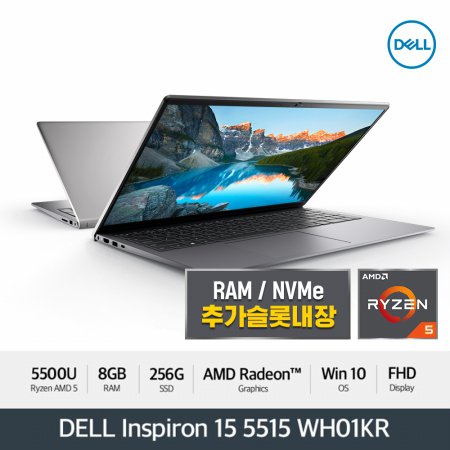 DELL
RAM / NVMe
추가슬롯내장
AMD
RYZEN
5
5500U
Ryzen AMD 5
8GB
RAM
256G
SSD
AMD Radeon™
Graphics
Win 10
OS
FHD
Display
DELL Inspiron 15 5515 WH01KR